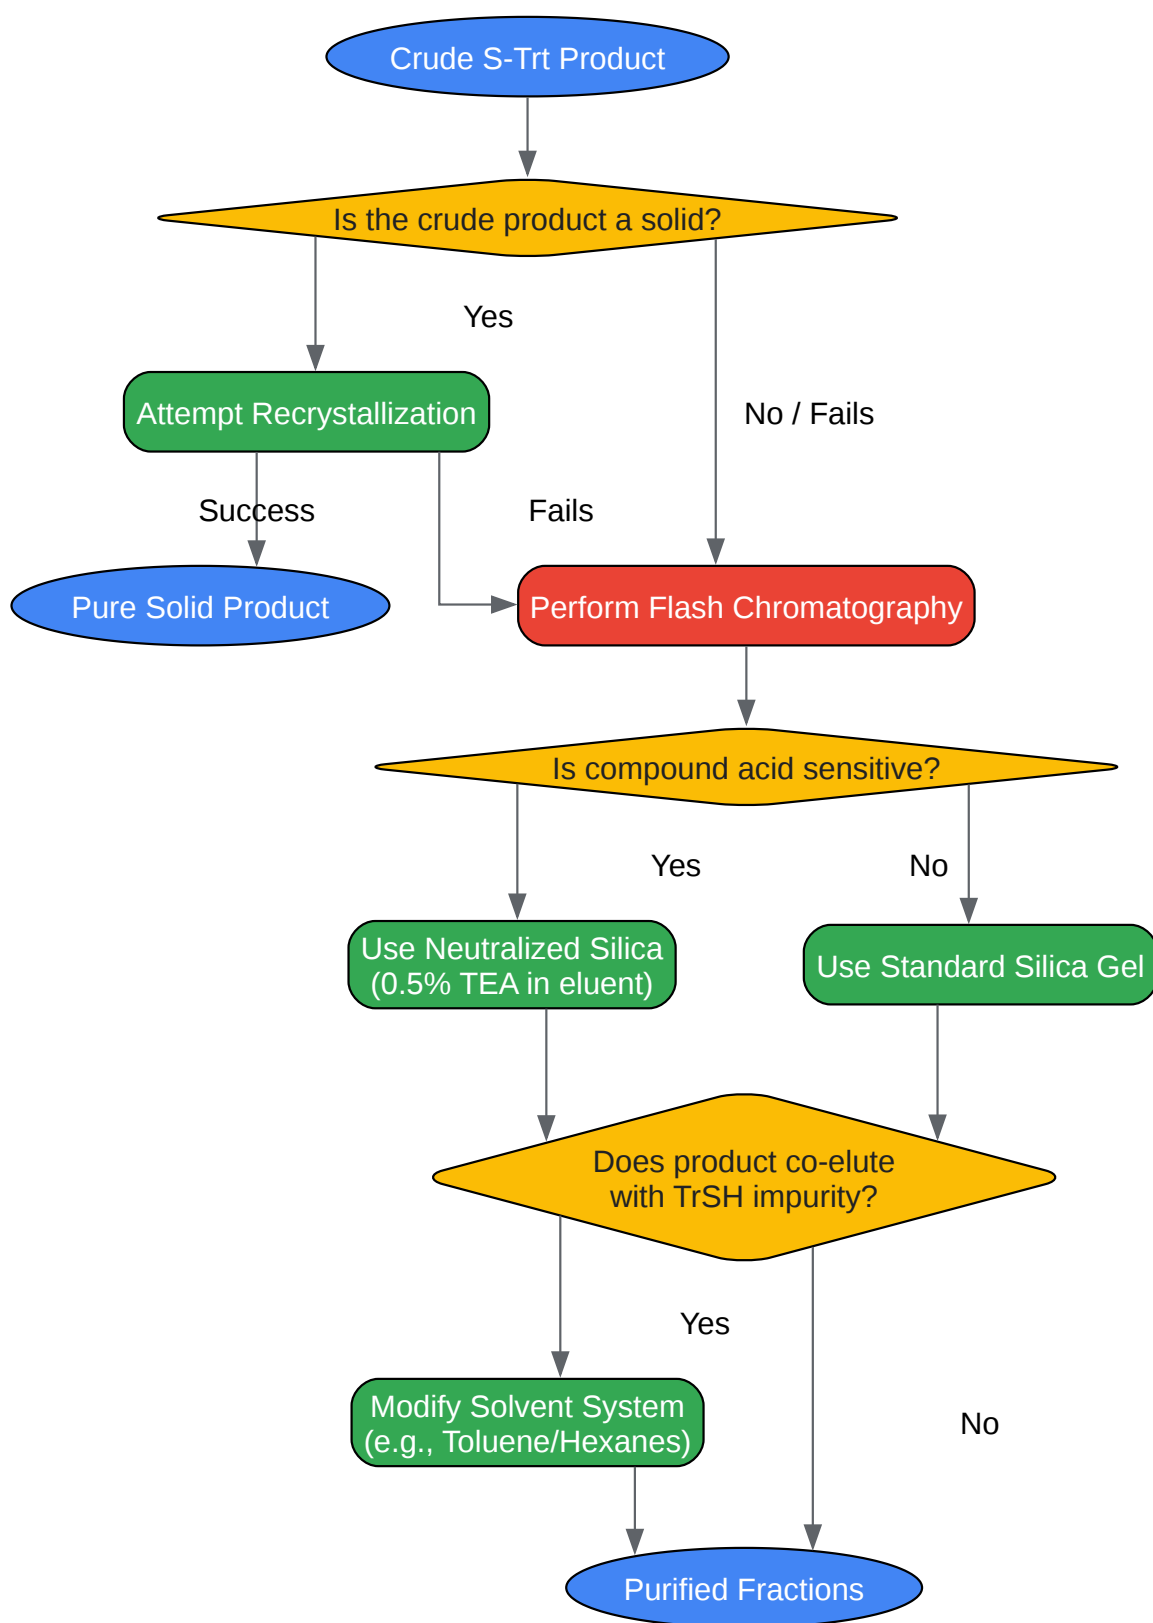 Crude S-Trt Product
Is the crude product a solid?
Yes
Attempt Recrystallization
No / Fails
Success
Fails
Pure Solid Product
Perform Flash Chromatography
Is compound acid sensitive?
Yes
No
Use Neutralized Silica
(0.5% TEA in eluent)
Use Standard Silica Gel
Does product co-elute
with TrSH impurity?
Yes
Modify Solvent System
(e.g., Toluene/Hexanes)
No
Purified Fractions